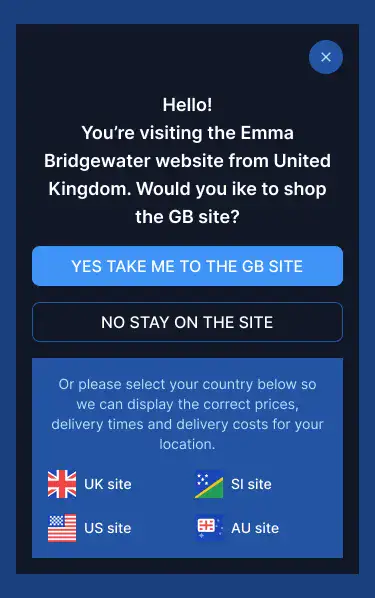 Hello!
You’re visiting the Emma
Bridgewater website from United
Kingdom. Would you ike to shop
the GB site?
YES TAKE ME TO THE GB SITE
NO STAY ON THE SITE
Or please select your country below so
we can display the correct prices,
delivery times and delivery costs for your
location.
UK site
SI site
US site
AU site